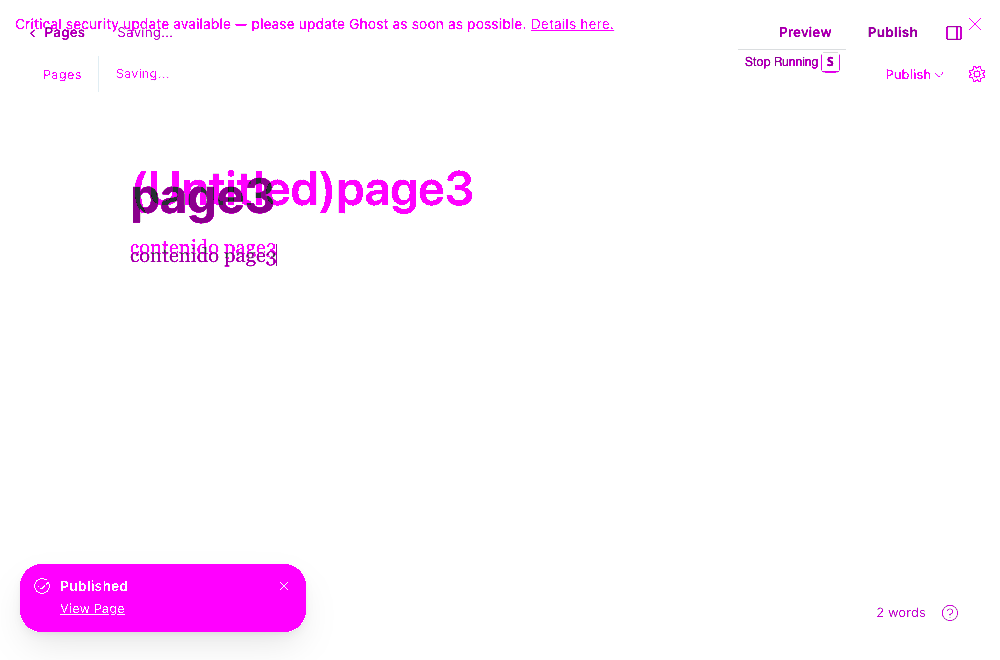 Critical security update available — please update Ghost as soon as possible. Details here.
Pages Saving... Preview Publish
Stop Running S
Pages Saving... Publish
(Untitled)page3
page3
contenido page3
contenido page3
Published
View Page
2 words